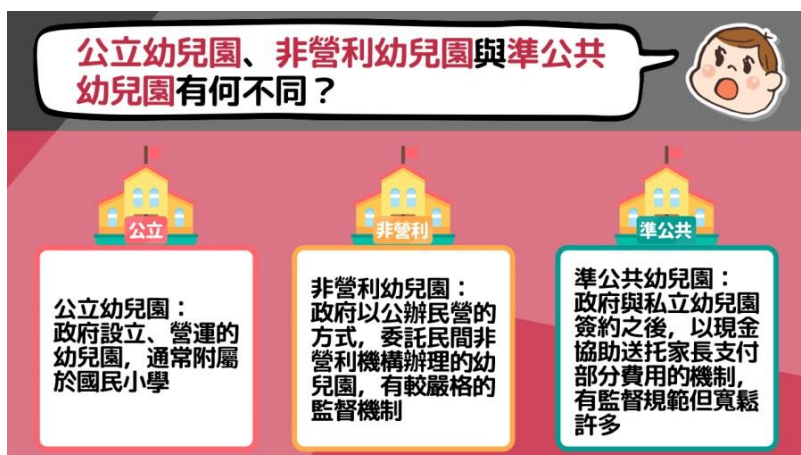 公立幼兒園、非營利幼兒園與準公共
幼兒園有何不同？
公立
公立幼兒園：
政府設立、營運的
幼兒園，通常附屬
於國民小學
非營利
非營利幼兒園：
政府以公辦民營的
方式，委託民間非
營利機構辦理的幼
兒園，有較嚴格的
監督機制
準公共
準公共幼兒園：
政府與私立幼兒園
簽約之後，以現金
協助送托家長支付
部分費用的機制，
有監督規範但寬鬆
許多